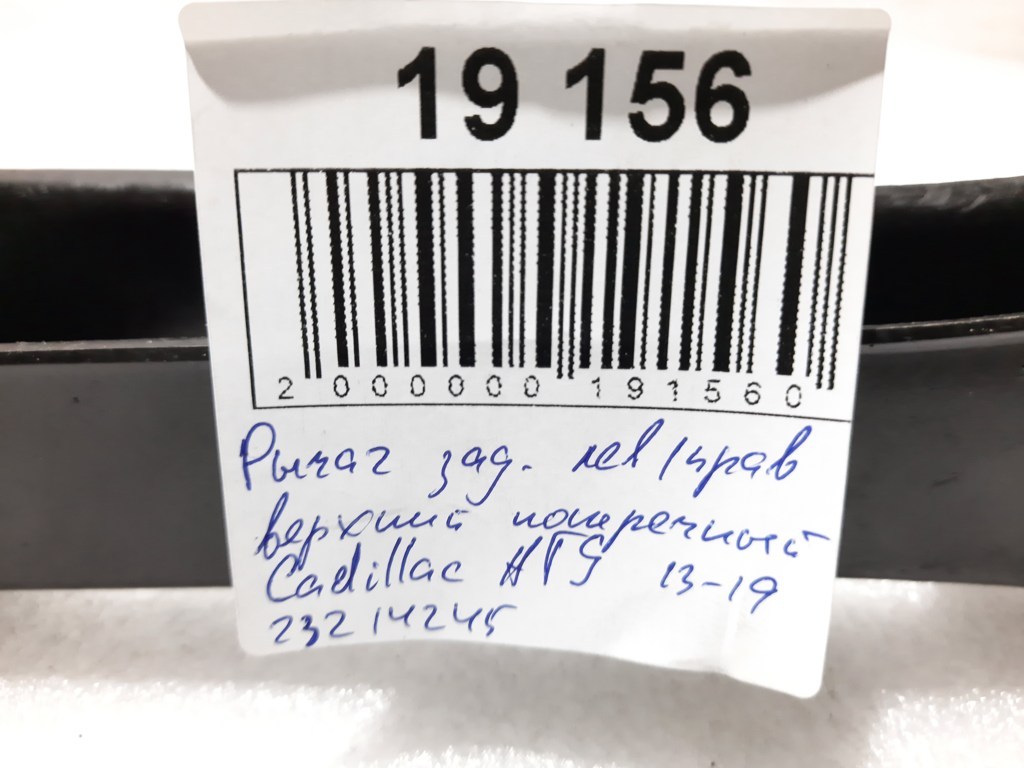 19 156
2 000000 191560
Рычаг зад. лев/прав
верхний поперечный
Cadillac ATS 13-19
23214245